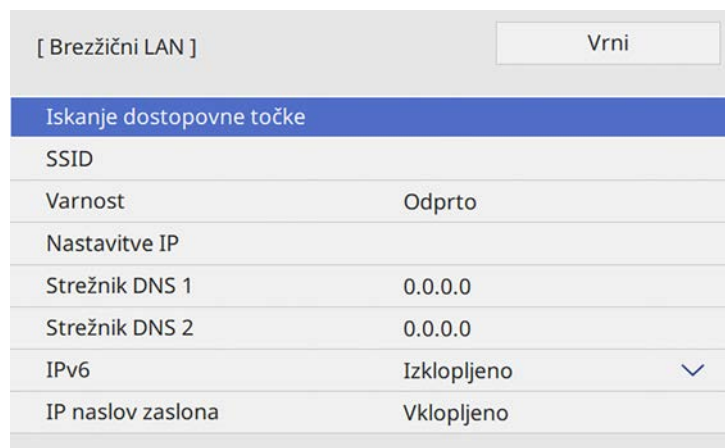 [ Brezžični LAN ] Vrni
Iskanje dostopovne točke
SSID
Varnost Odprto
Nastavitve IP
Strežnik DNS 1 0.0.0.0
Strežnik DNS 2 0.0.0.0
IPv6 Izklopljeno
IP naslov zaslona Vklopljeno